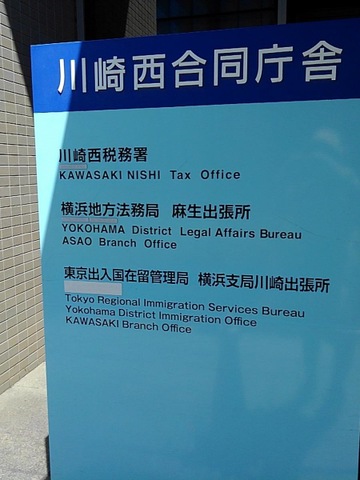 川崎西合同庁舎
川崎西税務署
KAWASAKI NISHI Tax Office
横浜地方法務局 麻生出張所
YOKOHAMA District Legal Affairs Bureau
ASAO Branch Office
東京出入国在留管理局 横浜支局川崎出張所
Tokyo Regional Immigration Services Bureau
Yokohama District Immigration Office
KAWASAKI Branch Office